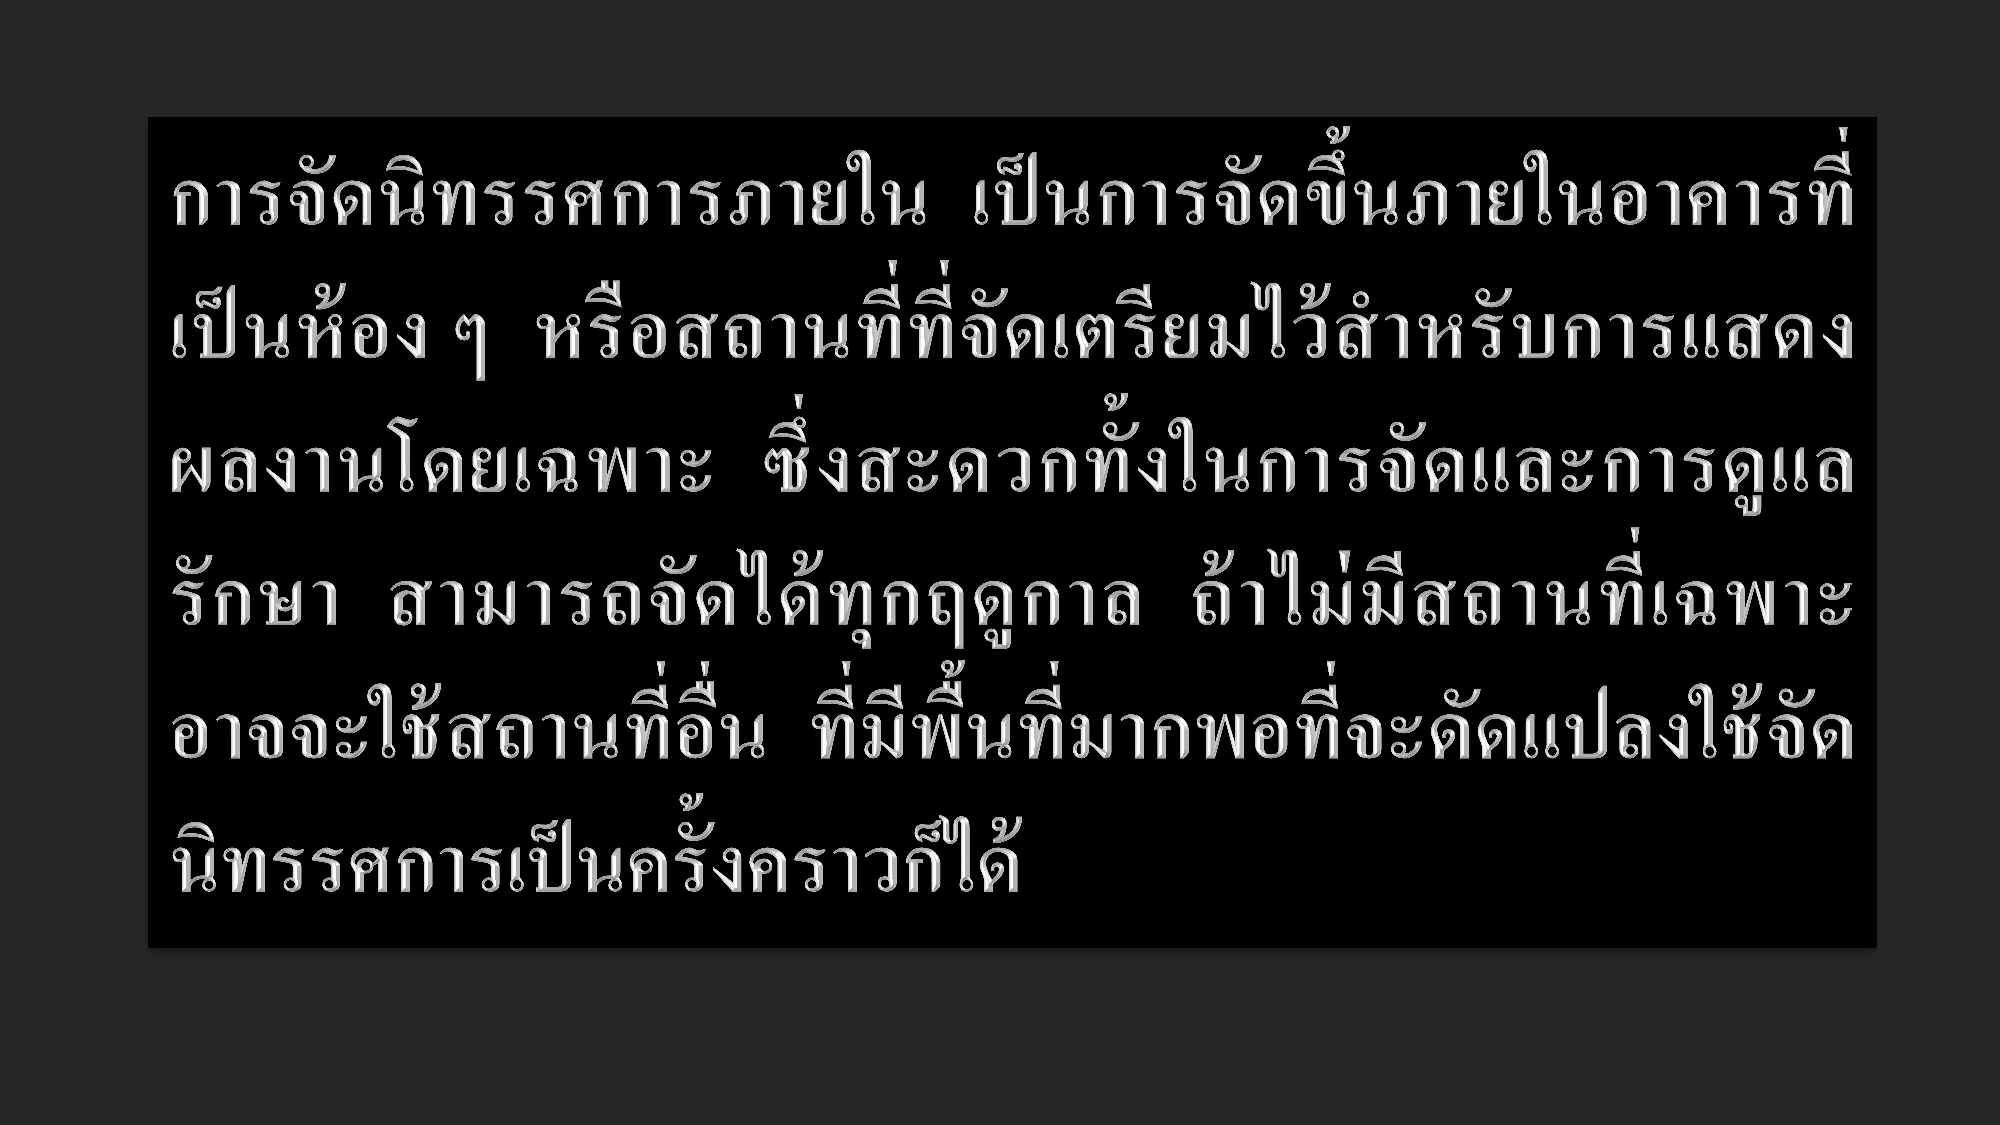 การจัดนิทรรศการภายใน เป็นการจัดขึ้นภายในอาคารที่
เป็นห้อง ๆ หรือสถานที่ที่จัดเตรียมไว้สำหรับการแสดง
ผลงานโดยเฉพาะ ซึ่งสะดวกทั้งในการจัดและการดูแล
รักษา สามารถจัดได้ทุกฤดูกาล ถ้าไม่มีสถานที่เฉพาะ
อาจจะใช้สถานที่อื่น ที่มีพื้นที่มากพอที่จะดัดแปลงใช้จัด
นิทรรศการเป็นครั้งคราวก็ได้